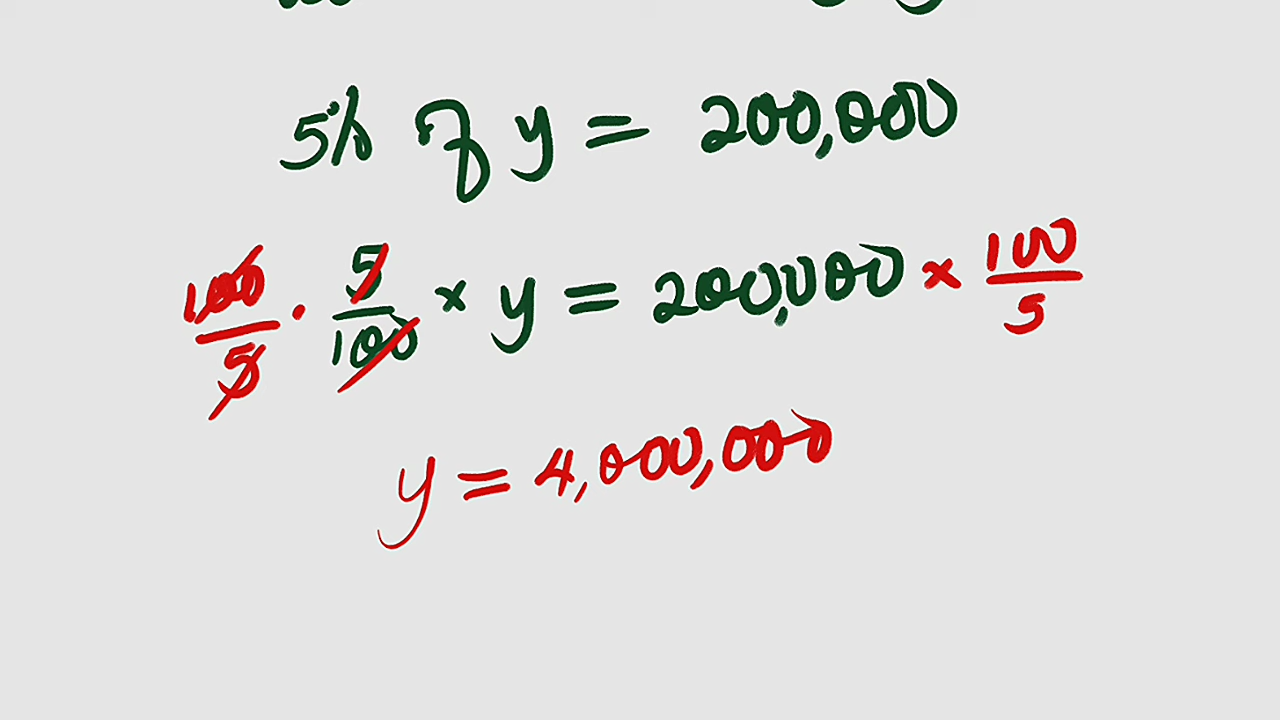 5% of y = 200,000
100/5 · 5/100 × y = 200,000 × 100/5
y = 4,000,000